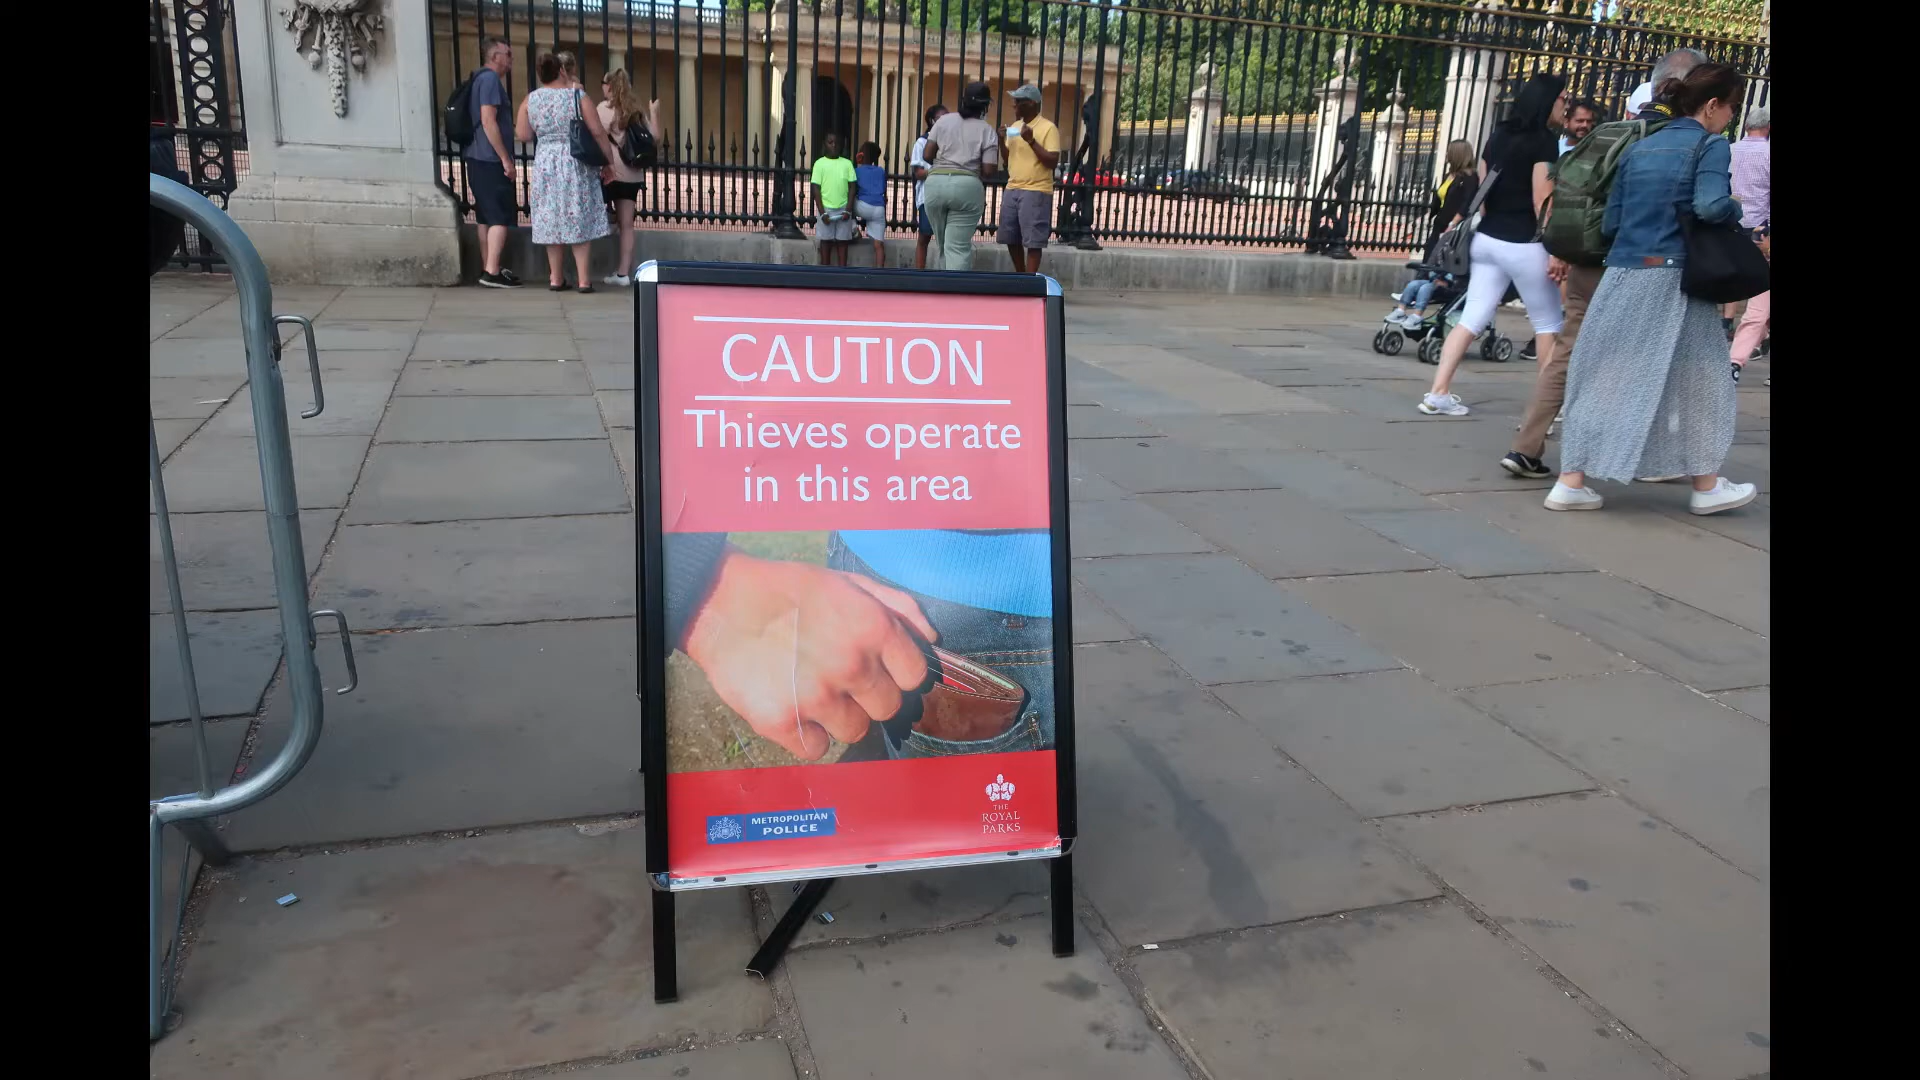 CAUTION
Thieves operate
in this area
METROPOLITAN
POLICE
THE
ROYAL
PARKS